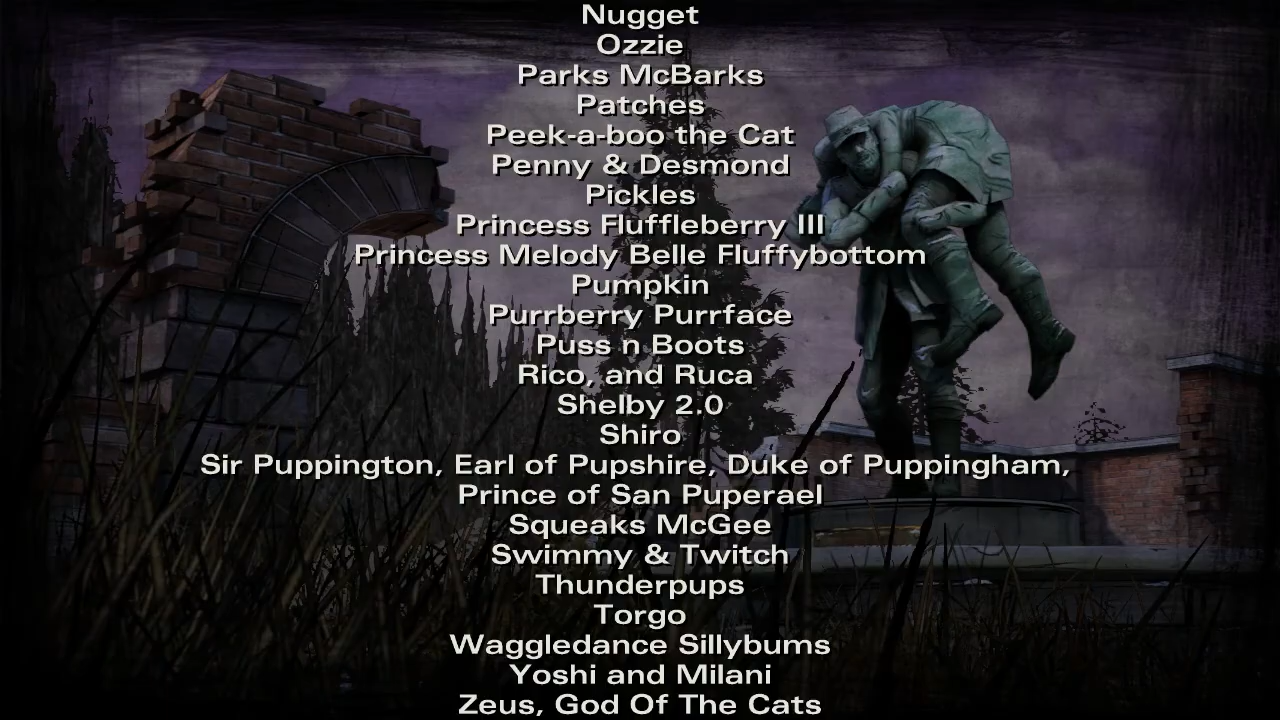 Nugget
Ozzie
Parks McBarks
Patches
Peek-a-boo the Cat
Penny & Desmond
Pickles
Princess Fluffleberry III
Princess Melody Belle Fluffybottom
Pumpkin
Purrberry Purrface
Puss n Boots
Rico, and Ruca
Shelby 2.0
Shiro
Sir Puppington, Earl of Pupshire, Duke of Puppingham,
Prince of San Puperael
Squeaks McGee
Swimmy & Twitch
Thunderpups
Torgo
Waggledance Sillybums
Yoshi and Milani
Zeus, God Of The Cats